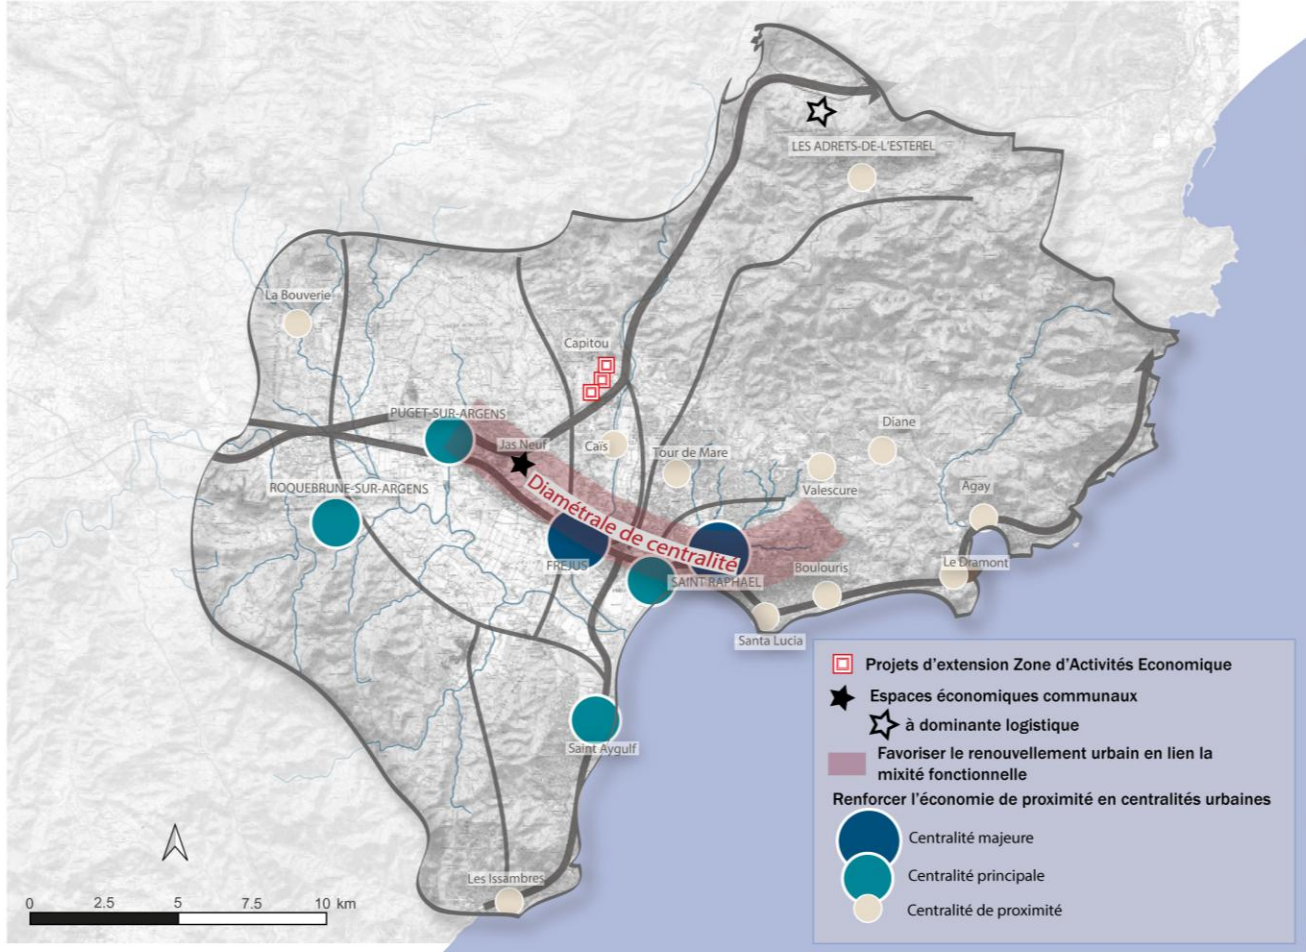 LES ADRETS-DE-L'ESTEREL
La Bouverie
Capitou
PUGET-SUR-ARGENS
Jas Neuf
Caïs
Tour de Mare
Diane
Valescure
ROQUEBRUNE-SUR-ARGENS
Agay
Diamétrale de centralité
FREJUS
SAINT RAPHAEL
Boulouris
Le Dramont
Santa Lucia
Saint Aygulf
Les Issambres
0 2.5 5 7.5 10 km
Projets d'extension Zone d'Activités Economique
Espaces économiques communaux
à dominante logistique
Favoriser le renouvellement urbain en lien la
mixité fonctionnelle
Renforcer l'économie de proximité en centralités urbaines
Centralité majeure
Centralité principale
Centralité de proximité